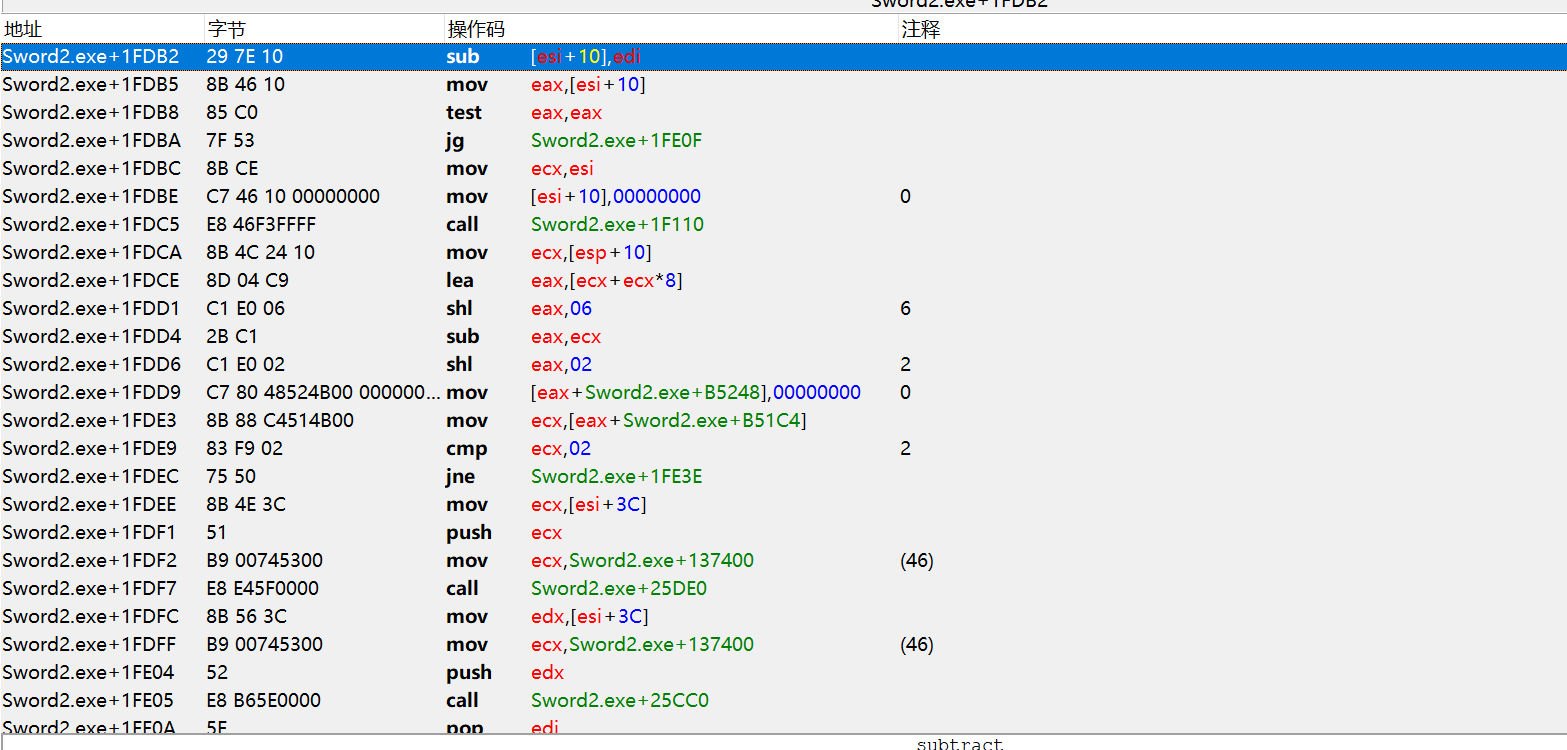 Sword2.exe+1FDB2
地址 字节 操作码 注释
Sword2.exe+1FDB2 29 7E 10 sub [esi+10],edi
Sword2.exe+1FDB5 8B 46 10 mov eax,[esi+10]
Sword2.exe+1FDB8 85 C0 test eax,eax
Sword2.exe+1FDBA 7F 53 jg Sword2.exe+1FE0F
Sword2.exe+1FDBC 8B CE mov ecx,esi
Sword2.exe+1FDBE C7 46 10 00000000 mov [esi+10],00000000 0
Sword2.exe+1FDC5 E8 46F3FFFF call Sword2.exe+1F110
Sword2.exe+1FDCA 8B 4C 24 10 mov ecx,[esp+10]
Sword2.exe+1FDCE 8D 04 C9 lea eax,[ecx+ecx*8]
Sword2.exe+1FDD1 C1 E0 06 shl eax,06 6
Sword2.exe+1FDD4 2B C1 sub eax,ecx
Sword2.exe+1FDD6 C1 E0 02 shl eax,02 2
Sword2.exe+1FDD9 C7 80 48524B00 000000... mov [eax+Sword2.exe+B5248],00000000 0
Sword2.exe+1FDE3 8B 88 C4514B00 mov ecx,[eax+Sword2.exe+B51C4]
Sword2.exe+1FDE9 83 F9 02 cmp ecx,02 2
Sword2.exe+1FDEC 75 50 jne Sword2.exe+1FE3E
Sword2.exe+1FDEE 8B 4E 3C mov ecx,[esi+3C]
Sword2.exe+1FDF1 51 push ecx
Sword2.exe+1FDF2 B9 00745300 mov ecx,Sword2.exe+137400 (46)
Sword2.exe+1FDF7 E8 E45F0000 call Sword2.exe+25DE0
Sword2.exe+1FDFC 8B 56 3C mov edx,[esi+3C]
Sword2.exe+1FDFF B9 00745300 mov ecx,Sword2.exe+137400 (46)
Sword2.exe+1FE04 52 push edx
Sword2.exe+1FE05 E8 B65E0000 call Sword2.exe+25CC0
Sword2.exe+1FE0A 5F pop edi
subtract